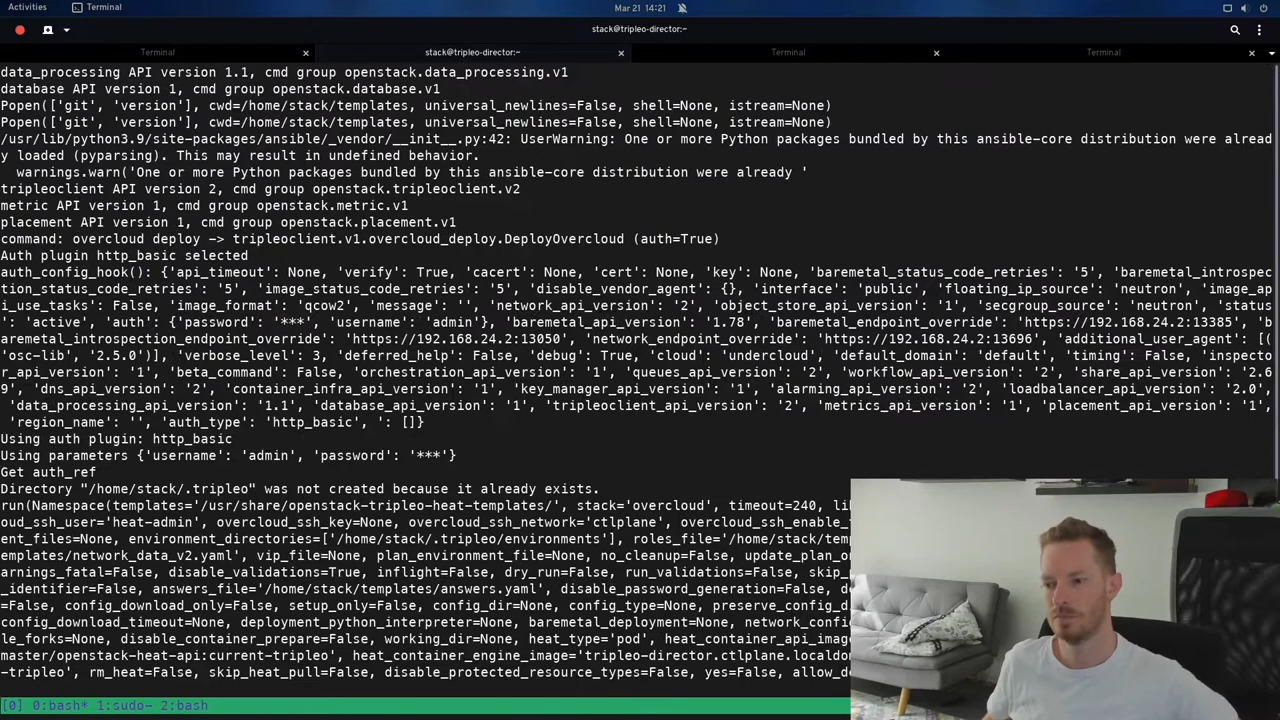 Activities Terminal Mar 21 14:21
stack@tripleo-director:~
Terminal × stack@tripleo-director:~ × Terminal × Terminal ×
data_processing API version 1.1, cmd group openstack.data_processing.v1
database API version 1, cmd group openstack.database.v1
Popen(['git', 'version'], cwd=/home/stack/templates, universal_newlines=False, shell=None, istream=None)
Popen(['git', 'version'], cwd=/home/stack/templates, universal_newlines=False, shell=None, istream=None)
/usr/lib/python3.9/site-packages/ansible/_vendor/__init__.py:42: UserWarning: One or more Python packages bundled by this ansible-core distribution were alread
y loaded (pyparsing). This may result in undefined behavior.
warnings.warn('One or more Python packages bundled by this ansible-core distribution were already '
tripleoclient API version 2, cmd group openstack.tripleoclient.v2
metric API version 1, cmd group openstack.metric.v1
placement API version 1, cmd group openstack.placement.v1
command: overcloud deploy -> tripleoclient.v1.overcloud_deploy.DeployOvercloud (auth=True)
Auth plugin http_basic selected
auth_config_hook(): {'api_timeout': None, 'verify': True, 'cacert': None, 'cert': None, 'key': None, 'baremetal_status_code_retries': '5', 'baremetal_introspec
tion_status_code_retries': '5', 'image_status_code_retries': '5', 'disable_vendor_agent': {}, 'interface': 'public', 'floating_ip_source': 'neutron', 'image_ap
i_use_tasks': False, 'image_format': 'qcow2', 'message': '', 'network_api_version': '2', 'object_store_api_version': '1', 'secgroup_source': 'neutron', 'status
': 'active', 'auth': {'password': '***', 'username': 'admin'}, 'baremetal_api_version': '1.78', 'baremetal_endpoint_override': 'https://192.168.24.2:13385', 'b
aremetal_introspection_endpoint_override': 'https://192.168.24.2:13050', 'network_endpoint_override': 'https://192.168.24.2:13696', 'additional_user_agent': [(
'osc-lib', '2.5.0')], 'verbose_level': 3, 'deferred_help': False, 'debug': True, 'cloud': 'undercloud', 'default_domain': 'default', 'timing': False, 'inspecto
r_api_version': '1', 'beta_command': False, 'orchestration_api_version': '1', 'queues_api_version': '2', 'workflow_api_version': '2', 'share_api_version': '2.6
9', 'dns_api_version': '2', 'container_infra_api_version': '1', 'key_manager_api_version': '1', 'alarming_api_version': '2', 'loadbalancer_api_version': '2.0',
'data_processing_api_version': '1.1', 'database_api_version': '1', 'tripleoclient_api_version': '2', 'metrics_api_version': '1', 'placement_api_version': '1',
'region_name': '', 'auth_type': 'http_basic', ': []}
Using auth plugin: http_basic
Using parameters {'username': 'admin', 'password': '***'}
Get auth_ref
Directory "/home/stack/.tripleo" was not created because it already exists.
run(Namespace(templates='/usr/share/openstack-tripleo-heat-templates/', stack='overcloud', timeout=240, li
oud_ssh_user='heat-admin', overcloud_ssh_key=None, overcloud_ssh_network='ctlplane', overcloud_ssh_enable_
ent_files=None, environment_directories=['/home/stack/.tripleo/environments'], roles_file='/home/stack/tem
emplates/network_data_v2.yaml', vip_file=None, plan_environment_file=None, no_cleanup=False, update_plan_o
arnings_fatal=False, disable_validations=True, inflight=False, dry_run=False, run_validations=False, skip_
_identifier=False, answers_file='/home/stack/templates/answers.yaml', disable_password_generation=False, d
=False, config_download_only=False, setup_only=False, config_dir=None, config_type=None, preserve_config_d
config_download_timeout=None, deployment_python_interpreter=None, baremetal_deployment=None, network_confi
le_forks=None, disable_container_prepare=False, working_dir=None, heat_type='pod', heat_container_api_imag
master/openstack-heat-api:current-tripleo', heat_container_engine_image='tripleo-director.ctlplane.localdo
-tripleo', rm_heat=False, skip_heat_pull=False, disable_protected_resource_types=False, yes=False, allow_de
[0] 0:bash* 1:sudo- 2:bash